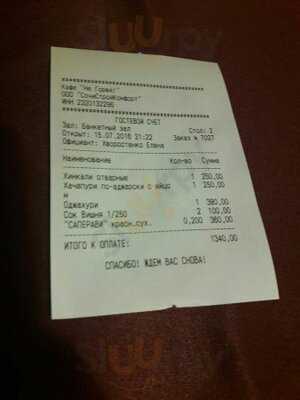 Кафе "Не Горюй!"
ООО "СочиСтройКомфорт"
ИНН 2320132286
ГОСТЕВОЙ СЧЕТ
Зал: Банкетный зал Стол: 2
Открыт: 15.07.2016 21:22 Заказ № 7037
Официант: Хворостенко Елена
Наименование Кол-во Сумма
Хинкали отварные 1 250,00
Хачапури по-аджарски с яйцо 1 250,00
м
Оджахури 1 380,00
Сок Вишня 1/250 2 100,00
"САПЕРАВИ" красн.сух. 0,200 360,00
ИТОГО К ОПЛАТЕ: 1340,00
СПАСИБО! ЖДЕМ ВАС СНОВА!